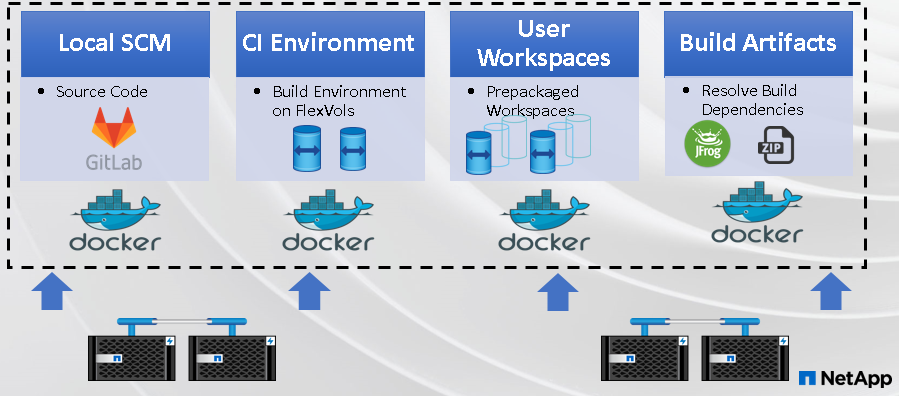 Local SCM
• Source Code
GitLab
docker
CI Environment
• Build Environment
on FlexVols
docker
User
Workspaces
• Prepackaged
Workspaces
docker
Build Artifacts
• Resolve Build
Dependencies
JFrog
ZIP
docker
NetApp